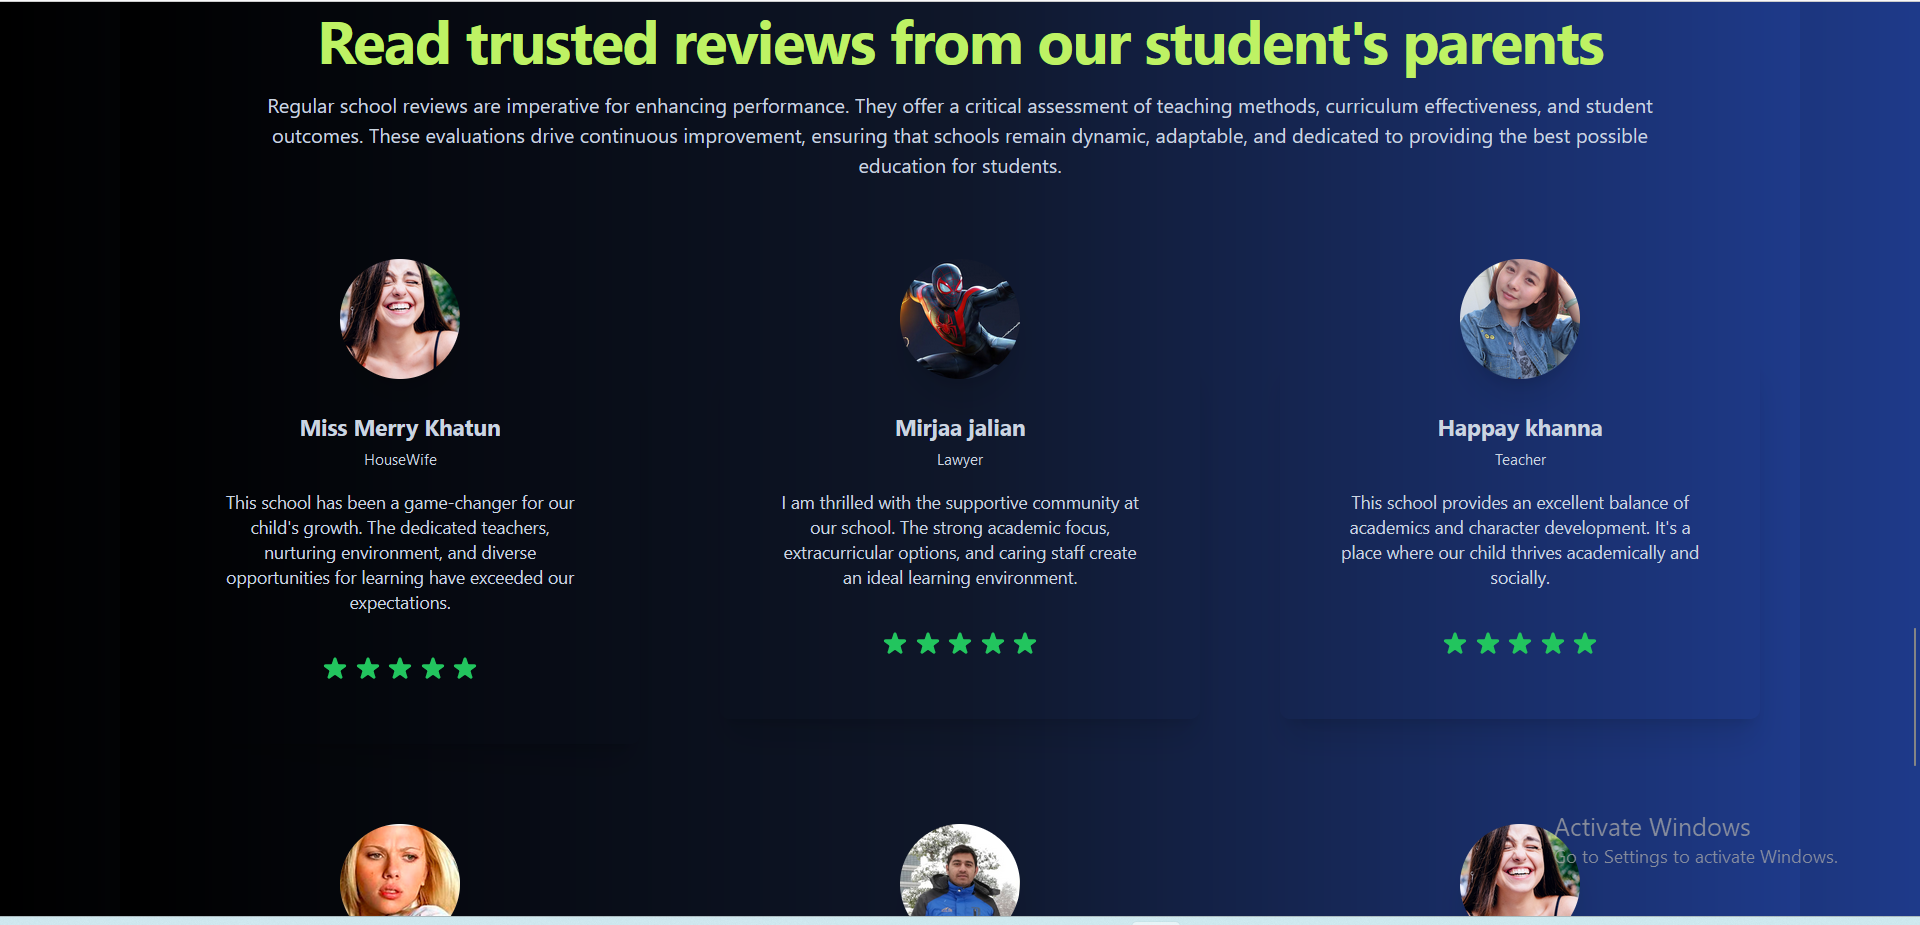 Read trusted reviews from our student's parents
Regular school reviews are imperative for enhancing performance. They offer a critical assessment of teaching methods, curriculum effectiveness, and student
outcomes. These evaluations drive continuous improvement, ensuring that schools remain dynamic, adaptable, and dedicated to providing the best possible
education for students.
Miss Merry Khatun
HouseWife
This school has been a game-changer for our
child's growth. The dedicated teachers,
nurturing environment, and diverse
opportunities for learning have exceeded our
expectations.
Mirjaa jalian
Lawyer
I am thrilled with the supportive community at
our school. The strong academic focus,
extracurricular options, and caring staff create
an ideal learning environment.
Happay khanna
Teacher
This school provides an excellent balance of
academics and character development. It's a
place where our child thrives academically and
socially.
Activate Windows
Go to Settings to activate Windows.